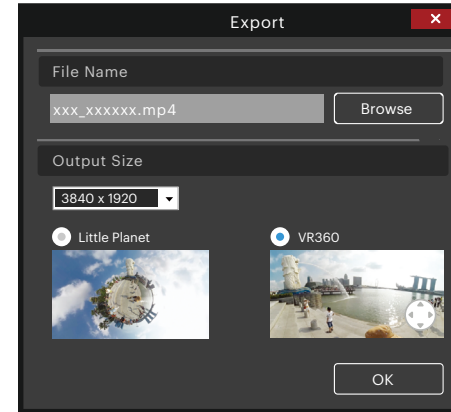 Export
File Name
xxx_xxxxxx.mp4
Browse
Output Size
3840 x 1920
Little Planet
VR360
OK